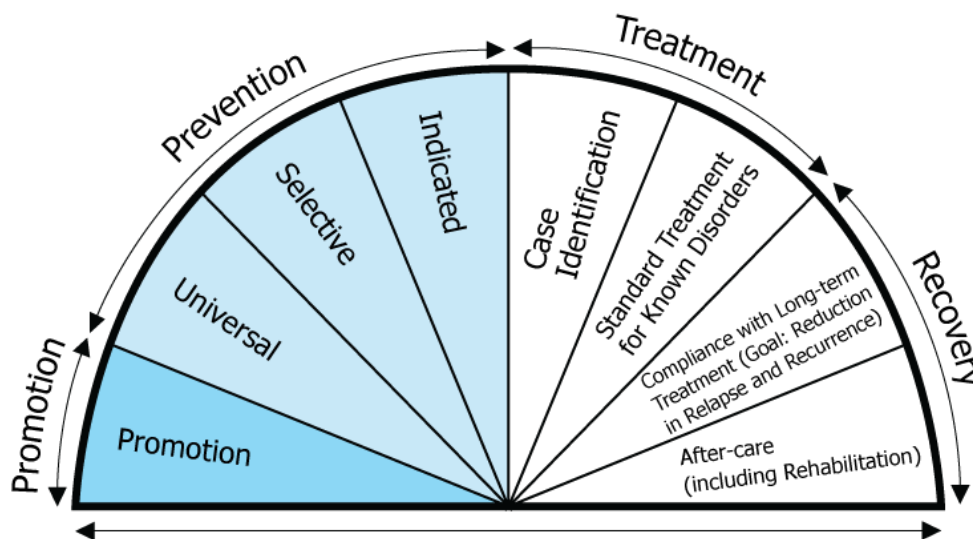 Promotion
Prevention
Treatment
Recovery
Promotion
Universal
Selective
Indicated
Case
Identification
Standard Treatment
for Known Disorders
Compliance with Long-term
Treatment (Goal: Reduction
in Relapse and Recurrence)
After-care
(including Rehabilitation)